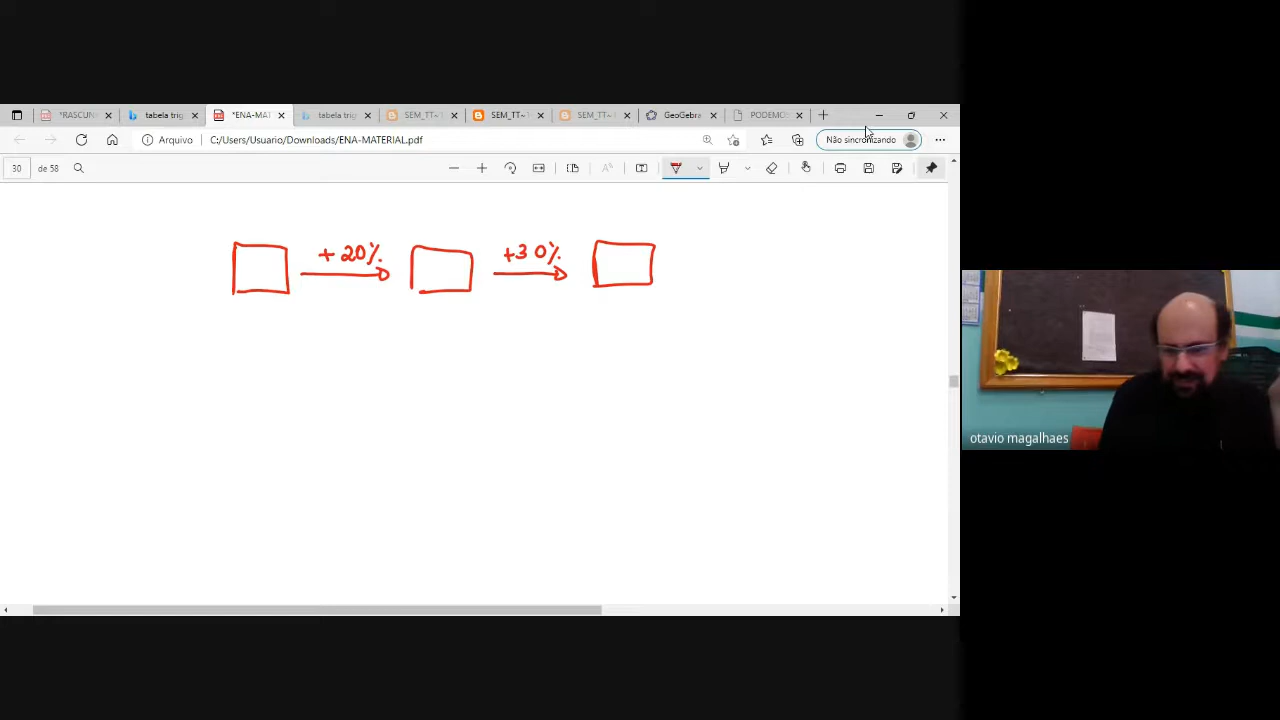 *RASCUN
tabela trig
*ENA-MAT
tabela trig
SEM_TT~
SEM_TT~1
SEM_TT~
GeoGebra
PODEMOS
Arquivo
C:/Users/Usuario/Downloads/ENA-MATERIAL.pdf
Não sincronizando
30 de 58
+20% +30%
otavio magalhaes